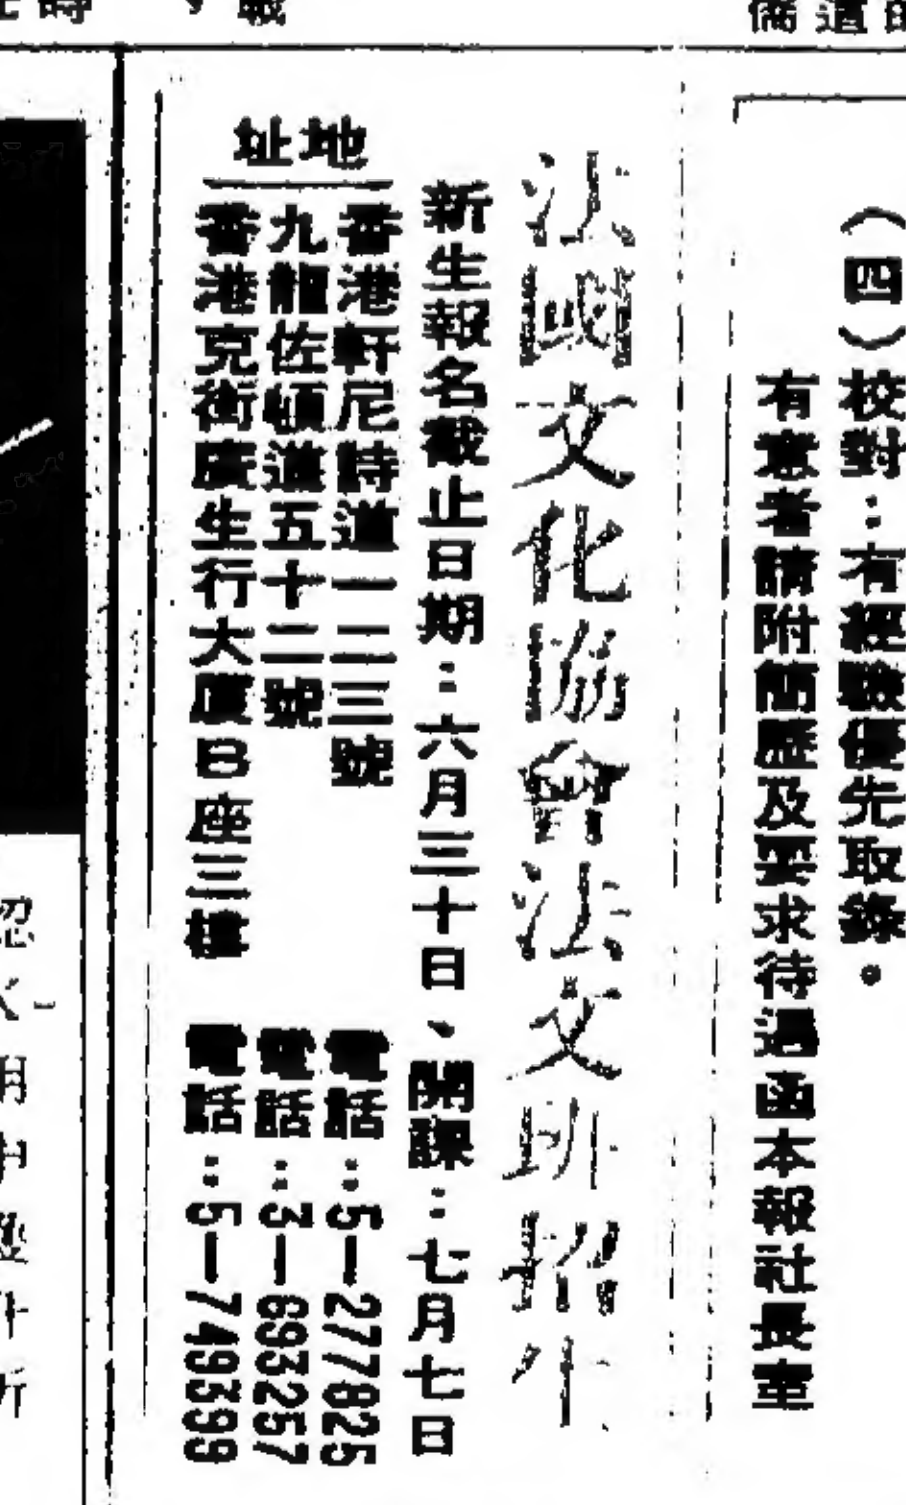 (四)校對：有經驗優先取錄。
有意者請附簡歷及要求待遇函本報社長室
法國文化協會法文班招生
新生報名截止日期：六月三十日、開課：七月七日
地址
香港軒尼詩道一二三號 電話：5—277825
九龍佐頓道五十二號 電話：3—693257
香港克街廣生行大廈B座三樓 電話：5—749399